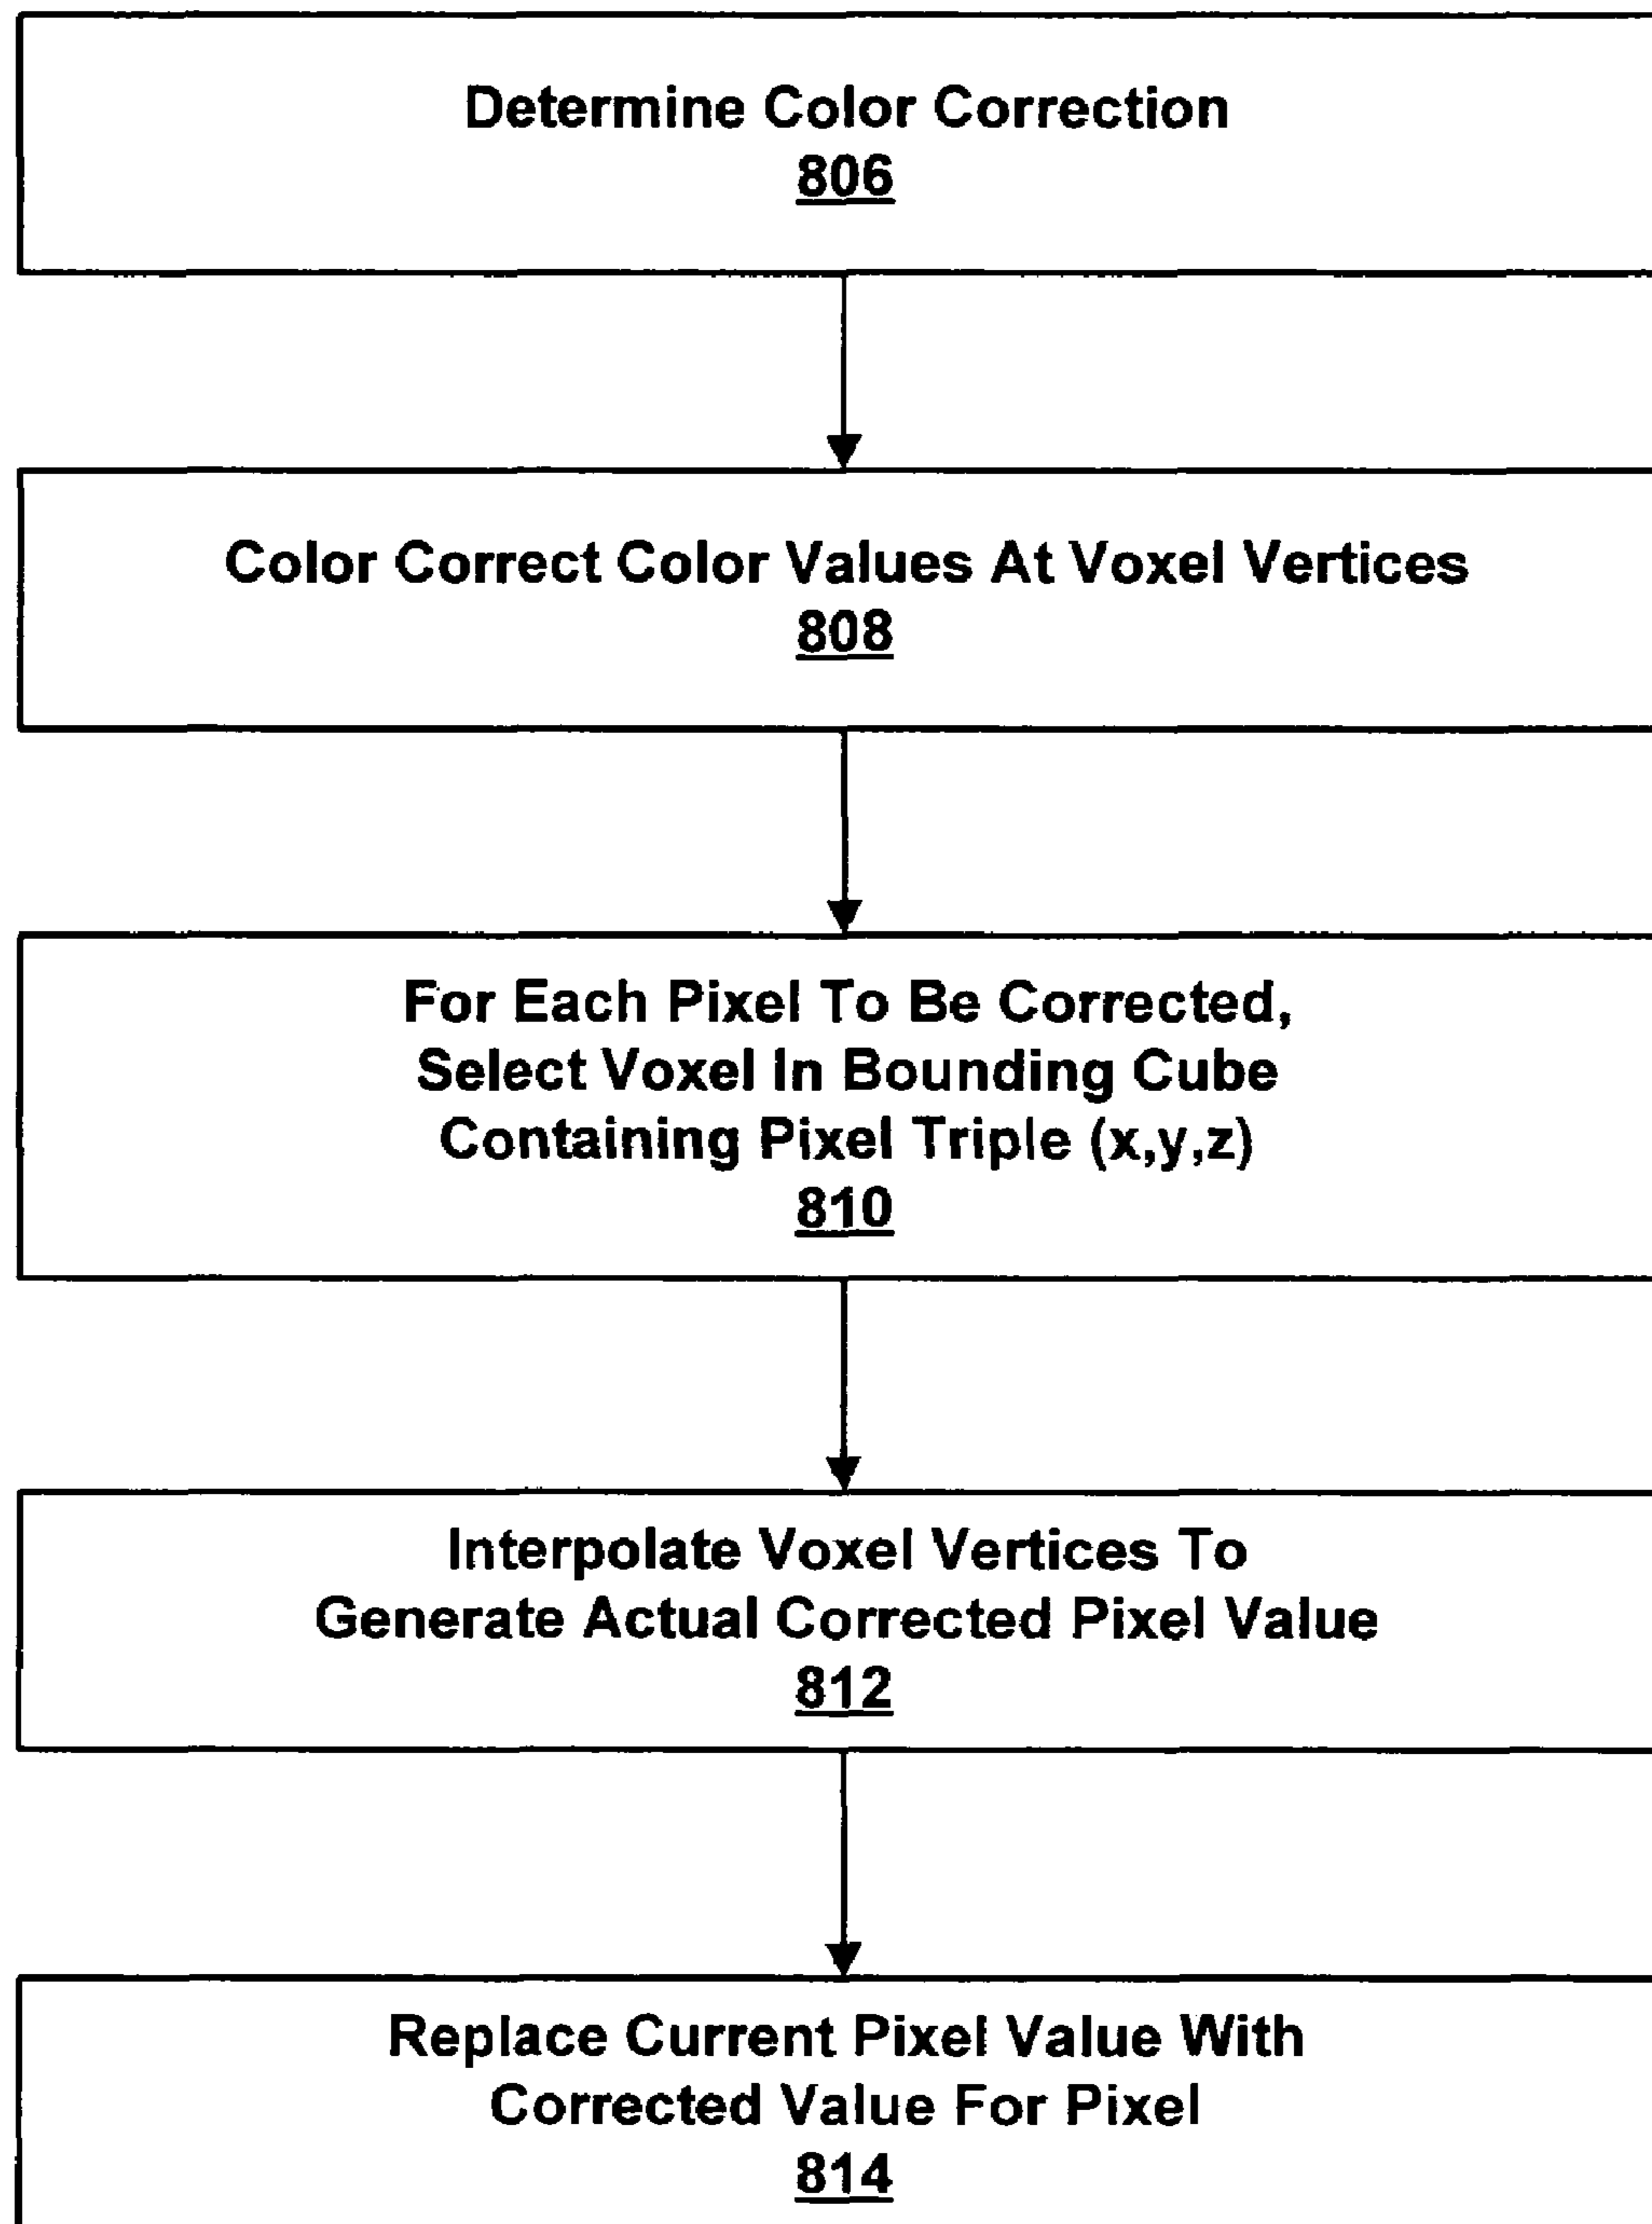 Determine Color Correction
806
Color Correct Color Values At Voxel Vertices
808
For Each Pixel To Be Corrected,
Select Voxel In Bounding Cube
Containing Pixel Triple (x,y,z)
810
Interpolate Voxel Vertices To
Generate Actual Corrected Pixel Value
812
Replace Current Pixel Value With
Corrected Value For Pixel
814